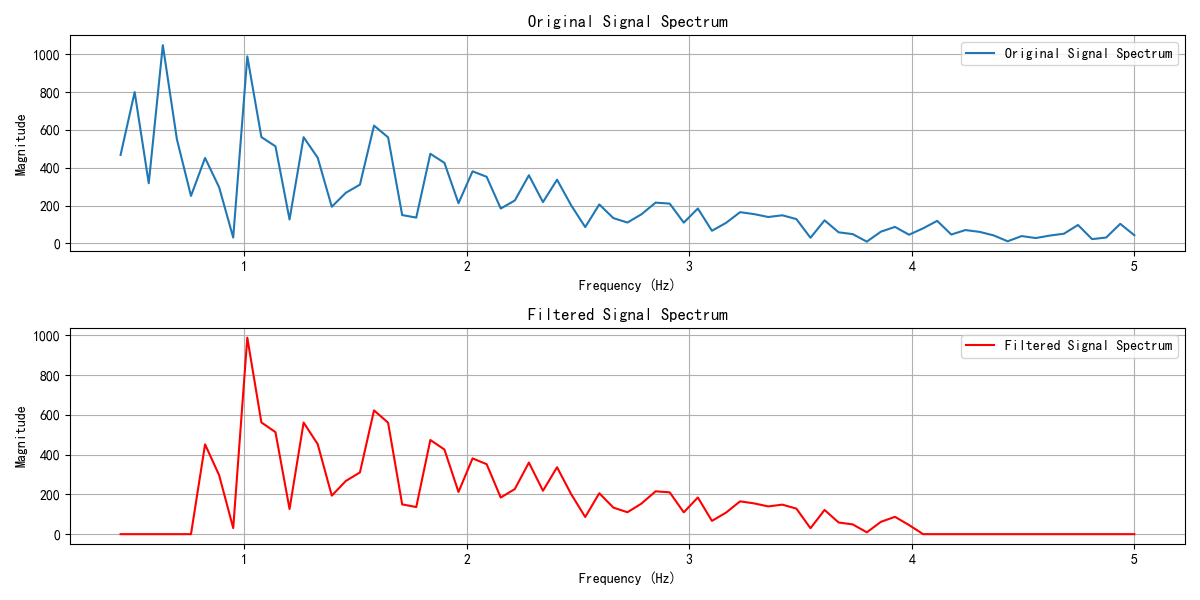 Original Signal Spectrum
1000
800
600
400
200
0
Magnitude
Original Signal Spectrum
1 2 3 4 5
Frequency (Hz)
Filtered Signal Spectrum
1000
800
600
400
200
0
Magnitude
Filtered Signal Spectrum
1 2 3 4 5
Frequency (Hz)